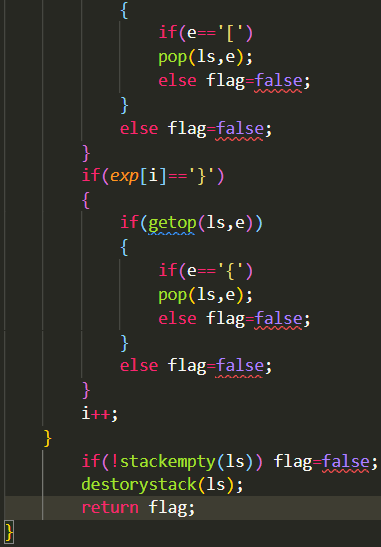 {
if(e=='[')
pop(ls,e);
else flag=false;
}
else flag=false;
}
if(exp[i]=='}')
{
if(getop(ls,e))
{
if(e=='{')
pop(ls,e);
else flag=false;
}
else flag=false;
}
i++;
}
if(!stackempty(ls)) flag=false;
destorystack(ls);
return flag;
}